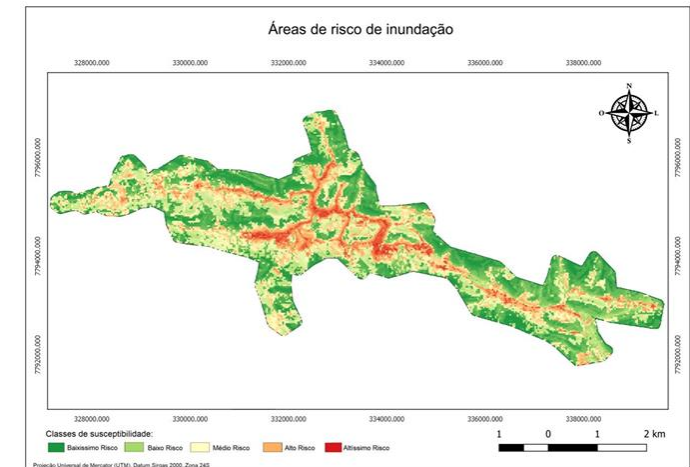 Áreas de risco de inundação
328000.000 330000.000 332000.000 334000.000 336000.000 338000.000
N
O L
S
7796000.000 7796000.000
7794000.000 7794000.000
7792000.000 7792000.000
328000.000 330000.000 332000.000 334000.000 336000.000 338000.000
Classes de susceptibilidade:
Baixissimo Risco Baixo Risco Médio Risco Alto Risco Altíssimo Risco
1 0 1 2 km
Projeção Universal de Mercator (UTM), Datum Sirgas 2000, Zona 24S